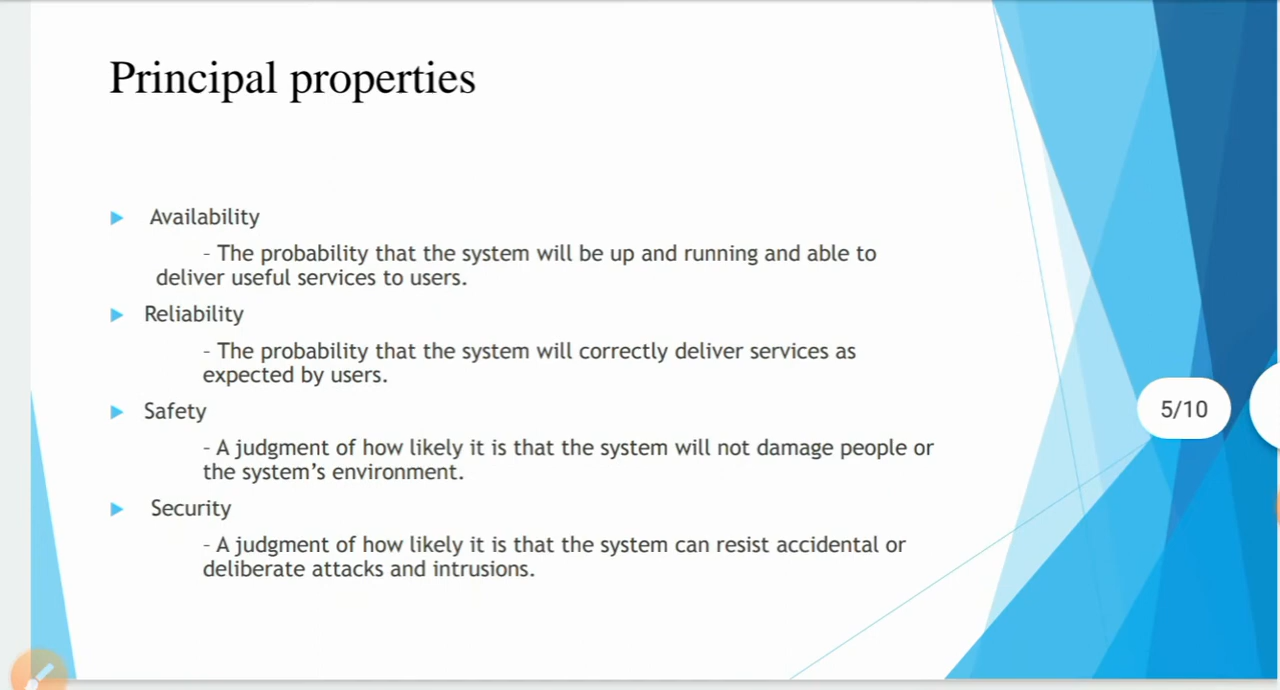 Principal properties
Availability
- The probability that the system will be up and running and able to
deliver useful services to users.
Reliability
- The probability that the system will correctly deliver services as
expected by users.
Safety
- A judgment of how likely it is that the system will not damage people or
the system's environment.
Security
- A judgment of how likely it is that the system can resist accidental or
deliberate attacks and intrusions.
5/10